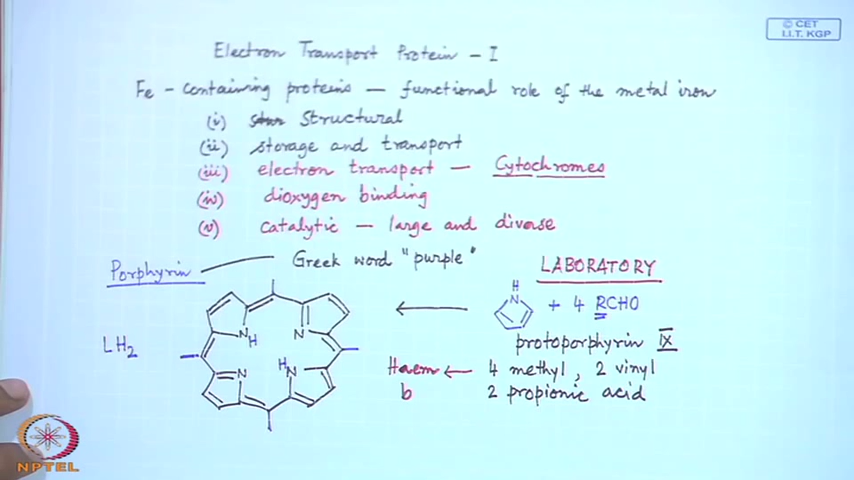 © CET
I.I.T. KGP
Electron Transport Protein - I
Fe - containing proteins — functional role of the metal iron
(i) Structural
(ii) storage and transport
(iii) electron transport — Cytochromes
(iv) dioxygen binding
(v) catalytic — large and diverse
Porphyrin — Greek word "purple"
LABORATORY
H
N + 4 RCHO
LH2
NH N
N HN
protoporphyrin IX
Haem ← 4 methyl, 2 vinyl
b 2 propionic acid
NPTEL